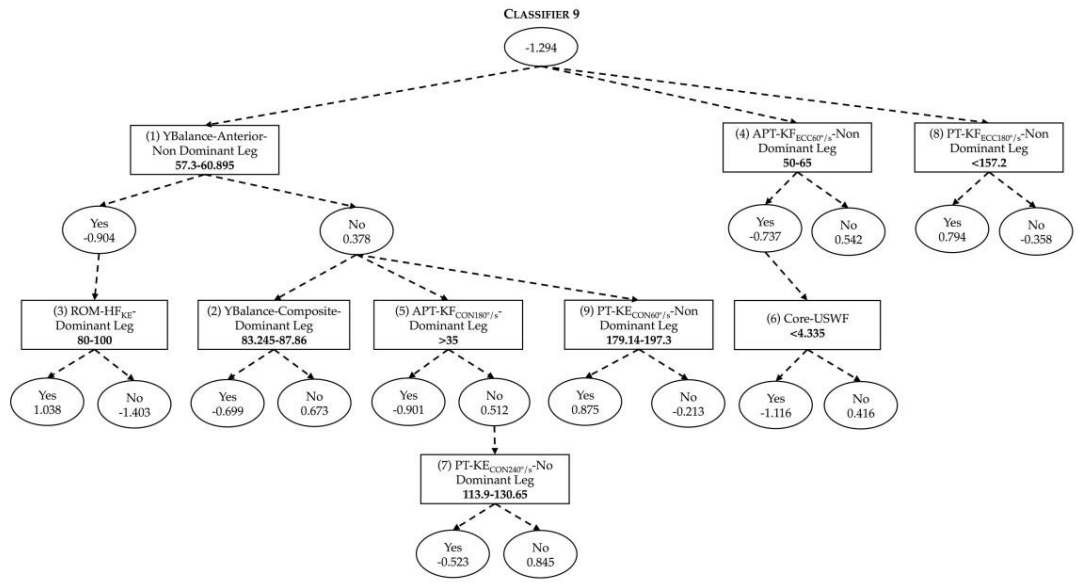 CLASSIFIER 9
-1.294
(1) YBalance-Anterior-
Non Dominant Leg
57.3-60.895
(4) APT-KFECC60º/s-Non
Dominant Leg
50-65
(8) PT-KFECC180º/s-Non
Dominant Leg
<157.2
Yes
-0.904
No
0.378
Yes
-0.737
No
0.542
Yes
0.794
No
-0.358
(3) ROM-HFKE-
Dominant Leg
80-100
(2) YBalance-Composite-
Dominant Leg
83.245-87.86
(5) APT-KFCON180º/s-
Dominant Leg
>35
(9) PT-KECON60º/s-Non
Dominant Leg
179.14-197.3
(6) Core-USWF
<4.335
Yes
1.038
No
-1.403
Yes
-0.699
No
0.673
Yes
-0.901
No
0.512
Yes
0.875
No
-0.213
Yes
-1.116
No
0.416
(7) PT-KECON240º/s-No
Dominant Leg
113.9-130.65
Yes
-0.523
No
0.845